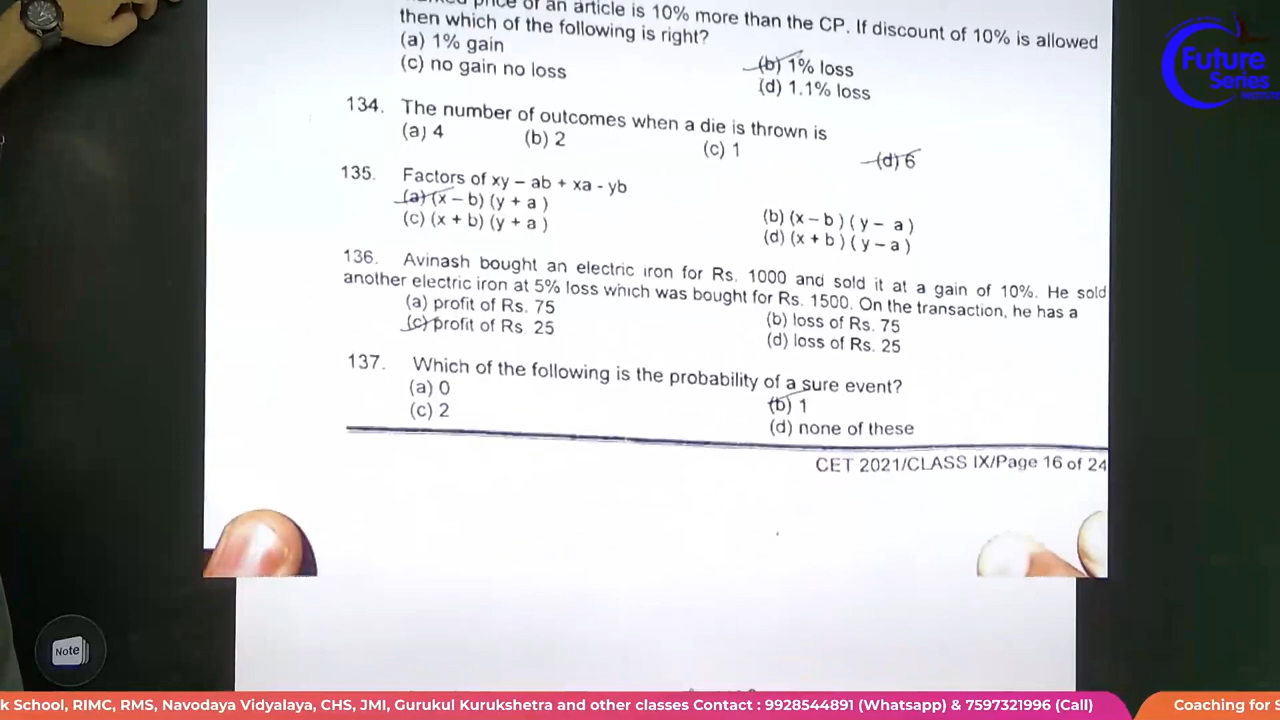 price of an article is 10% more than the CP. If discount of 10% is allowed
then which of the following is right?
(a) 1% gain
(b) 1% loss
(c) no gain no loss
(d) 1.1% loss
134. The number of outcomes when a die is thrown is
(a) 4 (b) 2 (c) 1 (d) 6
135. Factors of xy – ab + xa - yb
(a) (x – b) (y + a )
(b) (x – b ) ( y – a )
(c) (x + b) (y + a )
(d) (x + b ) ( y – a )
136. Avinash bought an electric iron for Rs. 1000 and sold it at a gain of 10%. He sold
another electric iron at 5% loss which was bought for Rs. 1500. On the transaction, he has a
(a) profit of Rs. 75
(b) loss of Rs. 75
(c) profit of Rs. 25
(d) loss of Rs. 25
137. Which of the following is the probability of a sure event?
(a) 0
(b) 1
(c) 2
(d) none of these
CET 2021/CLASS IX/Page 16 of 24
Future
Series
Note
k School, RIMC, RMS, Navodaya Vidyalaya, CHS, JMI, Gurukul Kurukshetra and other classes Contact : 9928544891 (Whatsapp) & 7597321996 (Call)
Coaching for S